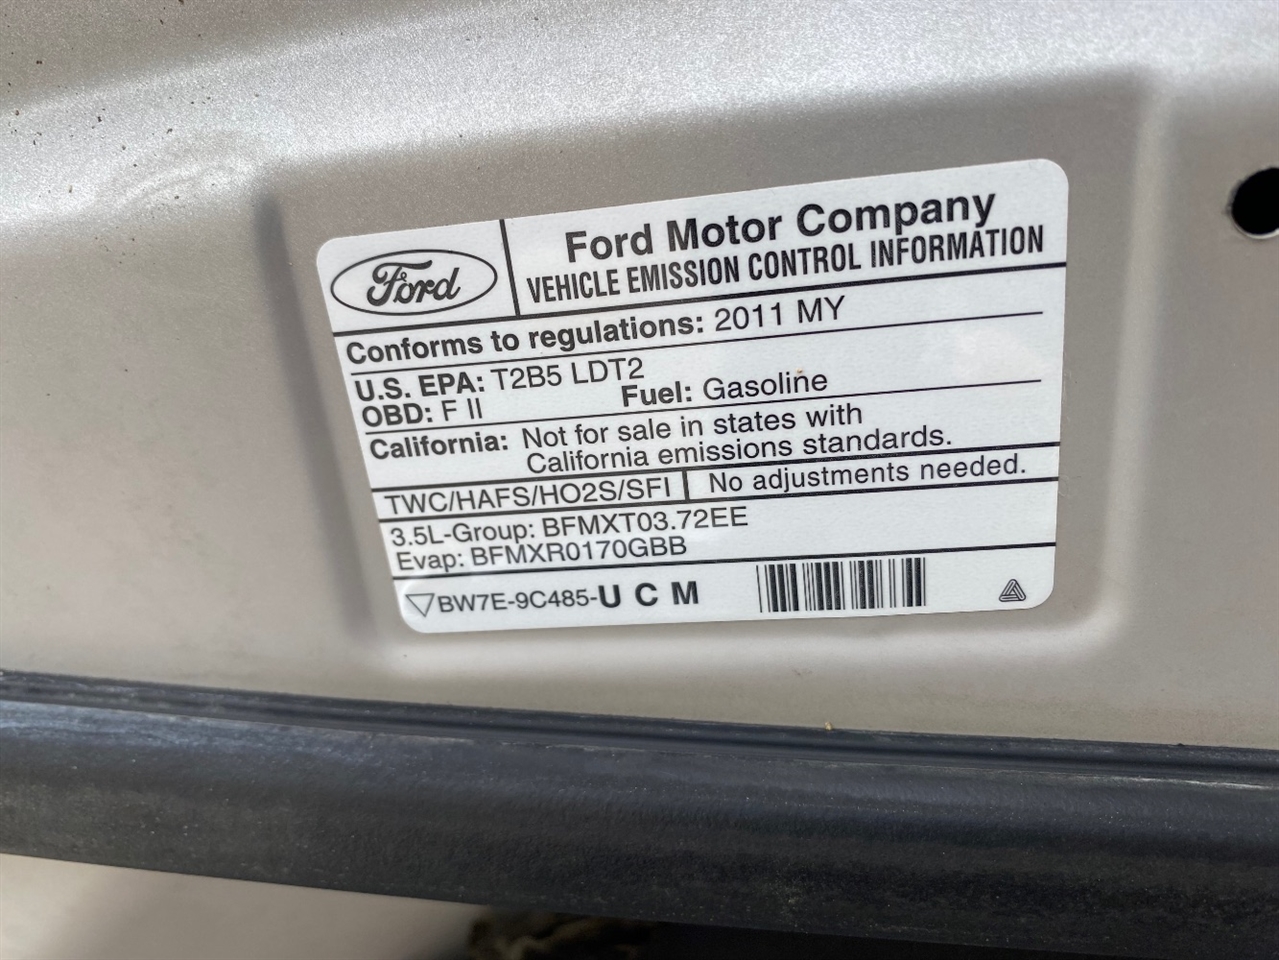 Ford
Ford Motor Company
VEHICLE EMISSION CONTROL INFORMATION
Conforms to regulations: 2011 MY
U.S. EPA: T2B5 LDT2
OBD: F II Fuel: Gasoline
California: Not for sale in states with
California emissions standards.
TWC/HAFS/HO2S/SFI No adjustments needed.
3.5L-Group: BFMXT03.72EE
Evap: BFMXR0170GBB
BW7E-9C485-U C M